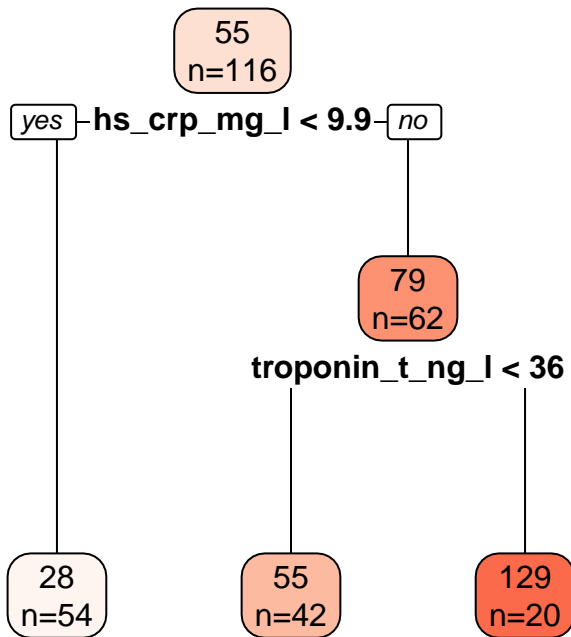 55
n=116
yes hs_crp_mg_l < 9.9 no
79
n=62
troponin_t_ng_l < 36
28
n=54
55
n=42
129
n=20